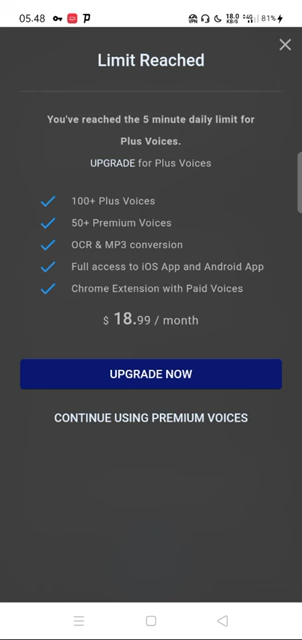 05.48
18.0 KB/S
4G
81%
Limit Reached
You've reached the 5 minute daily limit for
Plus Voices.
UPGRADE for Plus Voices
100+ Plus Voices
50+ Premium Voices
OCR & MP3 conversion
Full access to iOS App and Android App
Chrome Extension with Paid Voices
$ 18.99 / month
UPGRADE NOW
CONTINUE USING PREMIUM VOICES